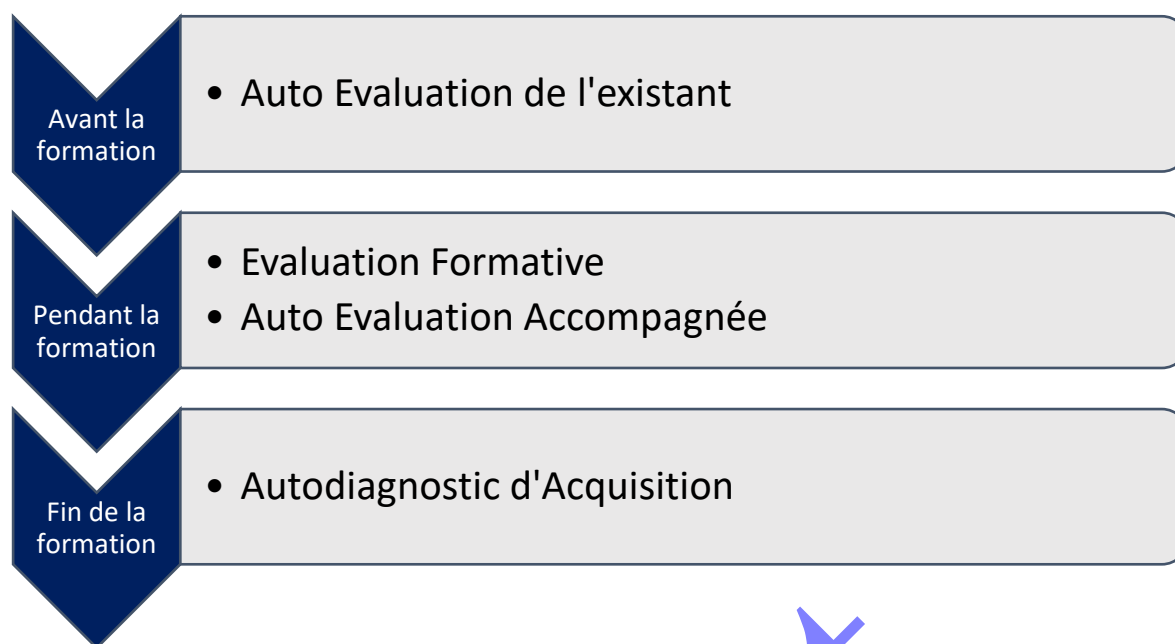 Avant la
formation
• Auto Evaluation de l'existant
Pendant la
formation
• Evaluation Formative
• Auto Evaluation Accompagnée
Fin de la
formation
• Autodiagnostic d'Acquisition